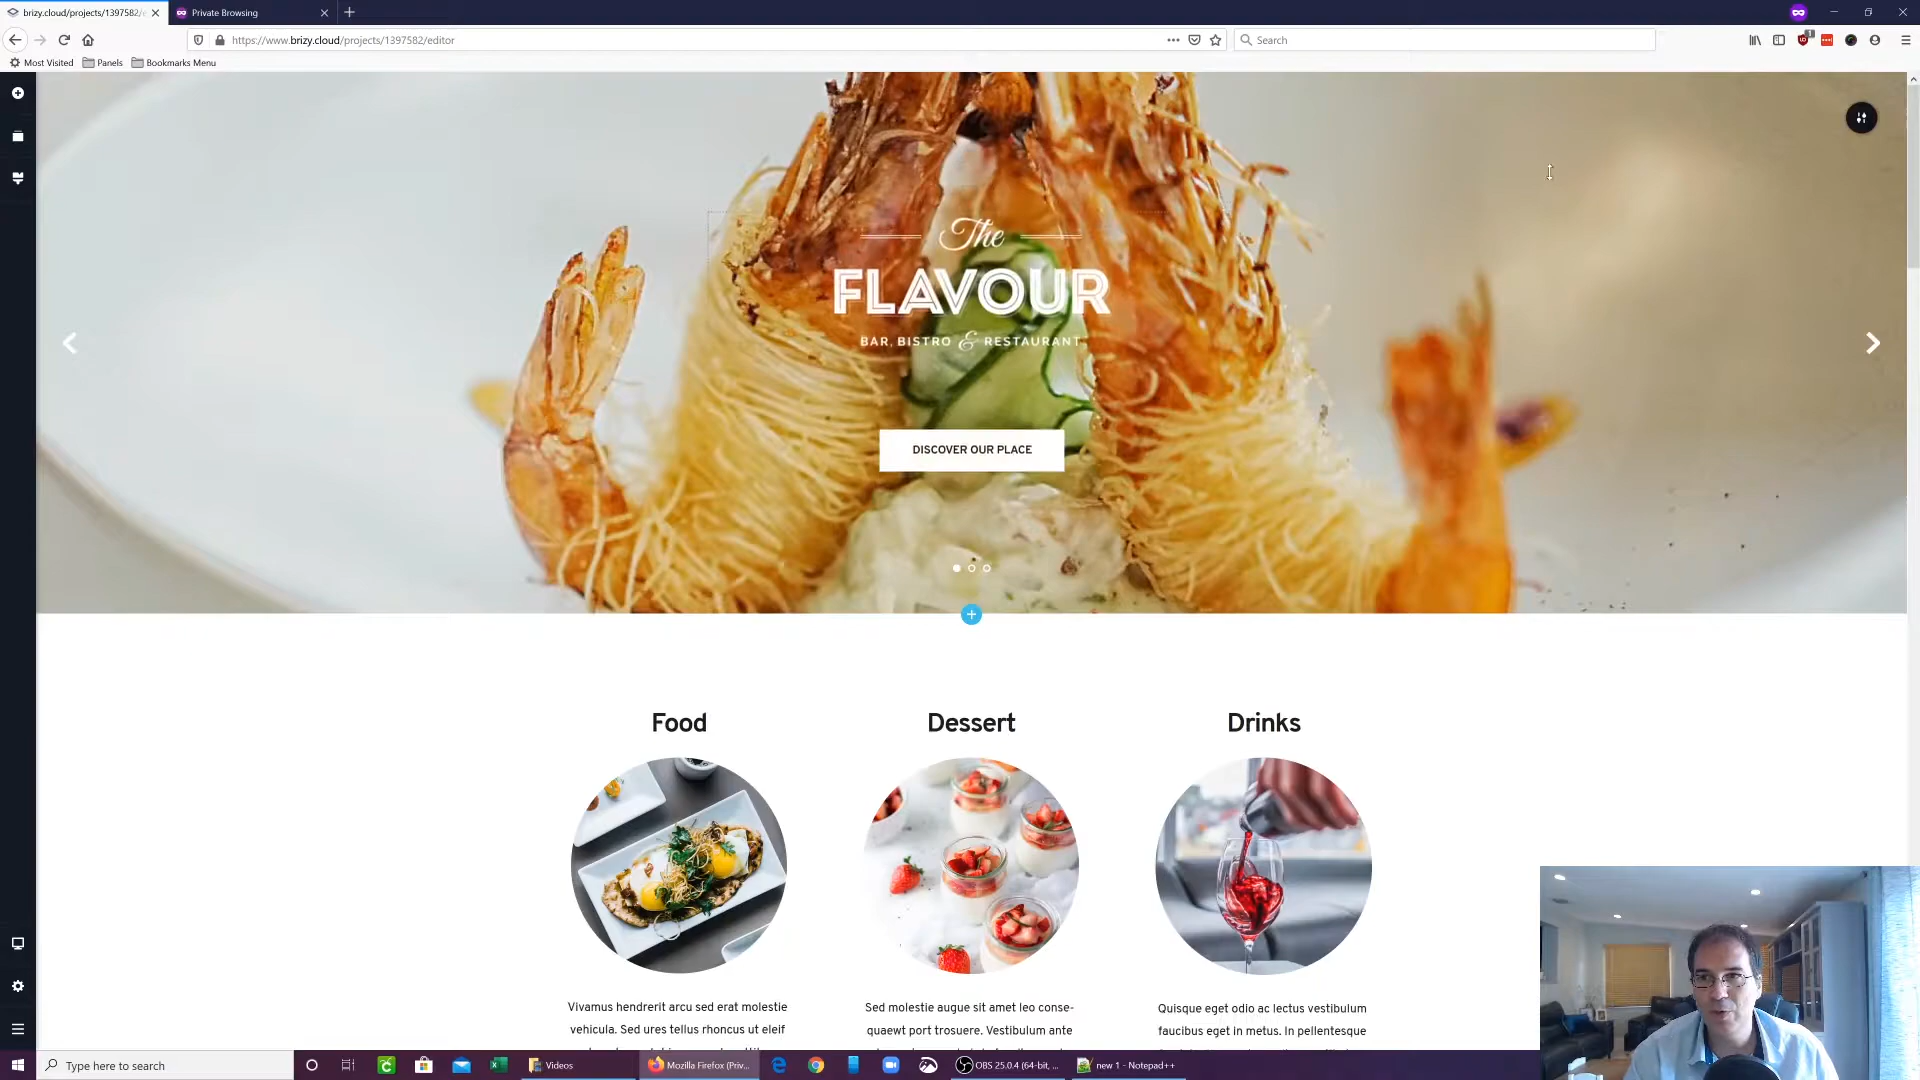 brizy.cloud/projects/1397582/e
Private Browsing
https://www.brizy.cloud/projects/1397582/editor
Search
Most Visited
Panels
Bookmarks Menu
The
FLAVOUR
BAR, BISTRO & RESTAURANT
DISCOVER OUR PLACE
Food
Dessert
Drinks
Vivamus hendrerit arcu sed erat molestie
vehicula. Sed ures tellus rhoncus ut eleif
Sed molestie augue sit amet leo conse-
quaewt port trosuere. Vestibulum ante
Quisque eget odio ac lectus vestibulum
faucibus eget in metus. In pellentesque
Type here to search
Videos
Mozilla Firefox (Priv...
OBS 25.0.4 (64-bit, ...
new 1 - Notepad++